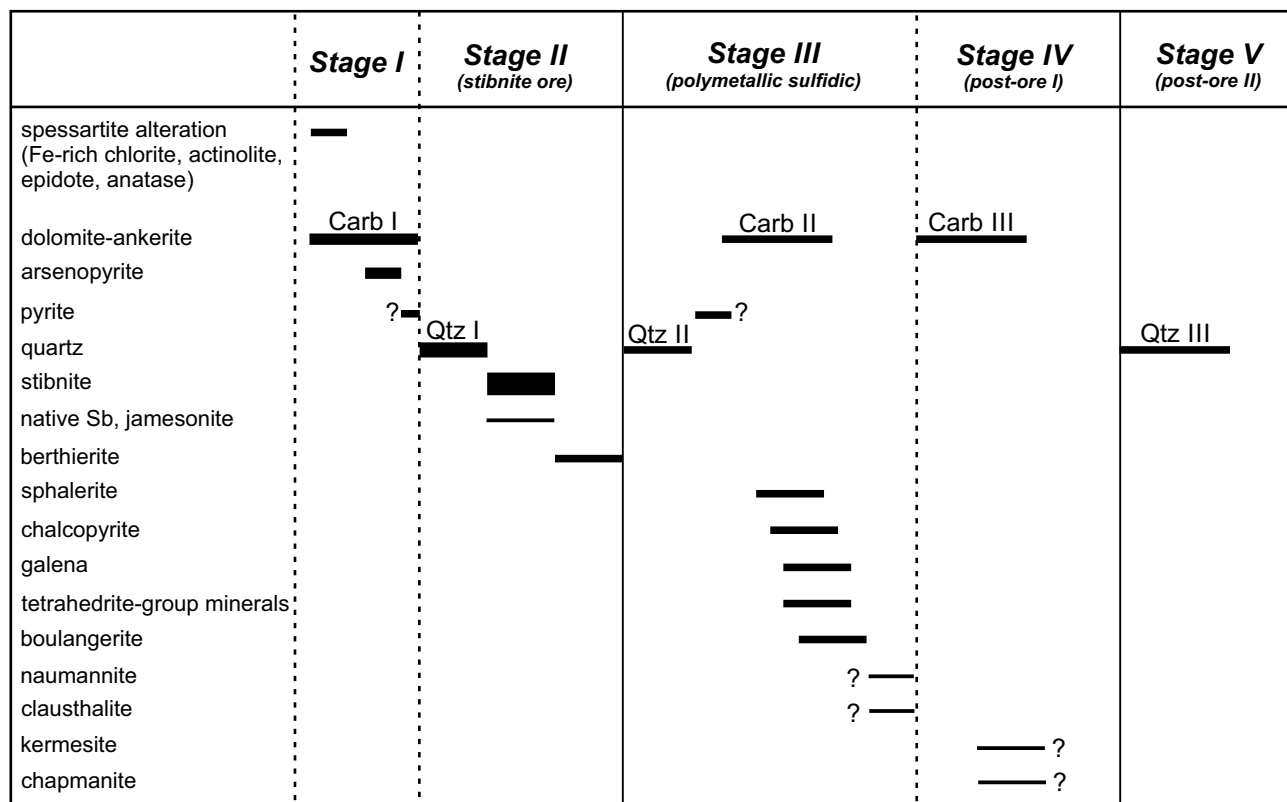 Stage I
Stage II
(stibnite ore)
Stage III
(polymetallic sulfidic)
Stage IV
(post-ore I)
Stage V
(post-ore II)
spessartite alteration
(Fe-rich chlorite, actinolite,
epidote, anatase)
dolomite-ankerite
Carb I
Carb II
Carb III
arsenopyrite
pyrite
?
?
quartz
Qtz I
Qtz II
Qtz III
stibnite
native Sb, jamesonite
berthierite
sphalerite
chalcopyrite
galena
tetrahedrite-group minerals
boulangerite
naumannite
?
clausthalite
?
kermesite
?
chapmanite
?